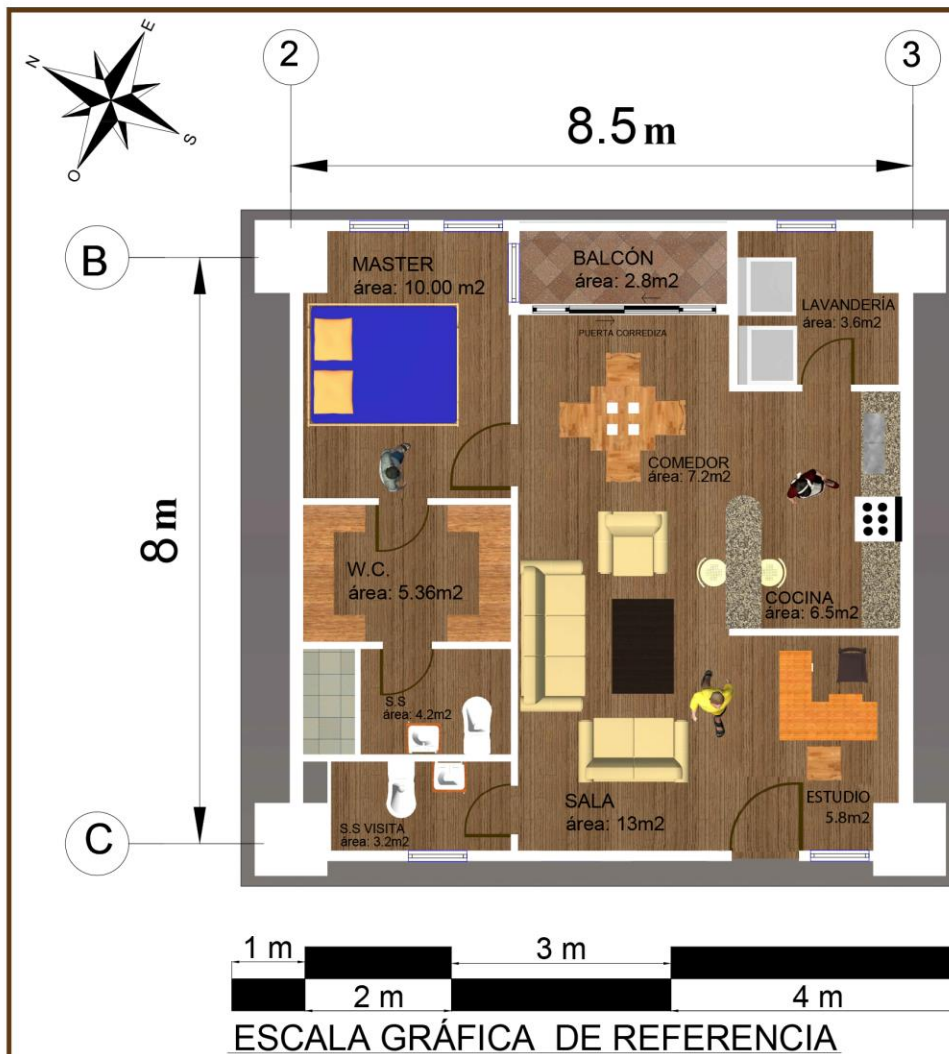 E
N
S
O
2
3
8.5 m
B
8 m
C
MASTER
área: 10.00 m2
BALCÓN
área: 2.8m2
PUERTA CORREDIZA
LAVANDERÍA
área: 3.6m2
COMEDOR
área: 7.2m2
W.C.
área: 5.36m2
COCINA
área: 6.5m2
S.S
área: 4.2m2
SALA
área: 13m2
ESTUDIO
5.8m2
S.S VISITA
área: 3.2m2
1 m
3 m
2 m
4 m
ESCALA GRÁFICA DE REFERENCIA